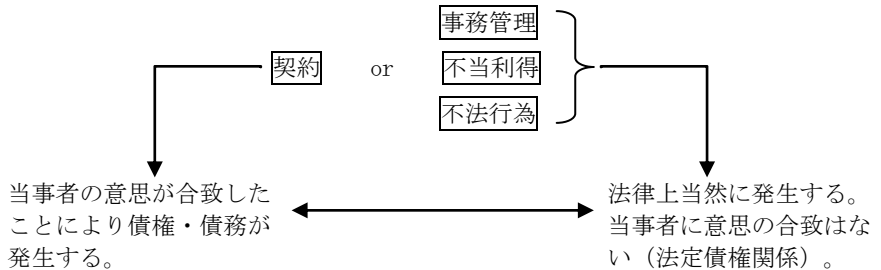 事務管理
契約 or 不当利得
不法行為
当事者の意思が合致した
ことにより債権・債務が
発生する。
法律上当然に発生する。
当事者に意思の合致はな
い（法定債権関係）。